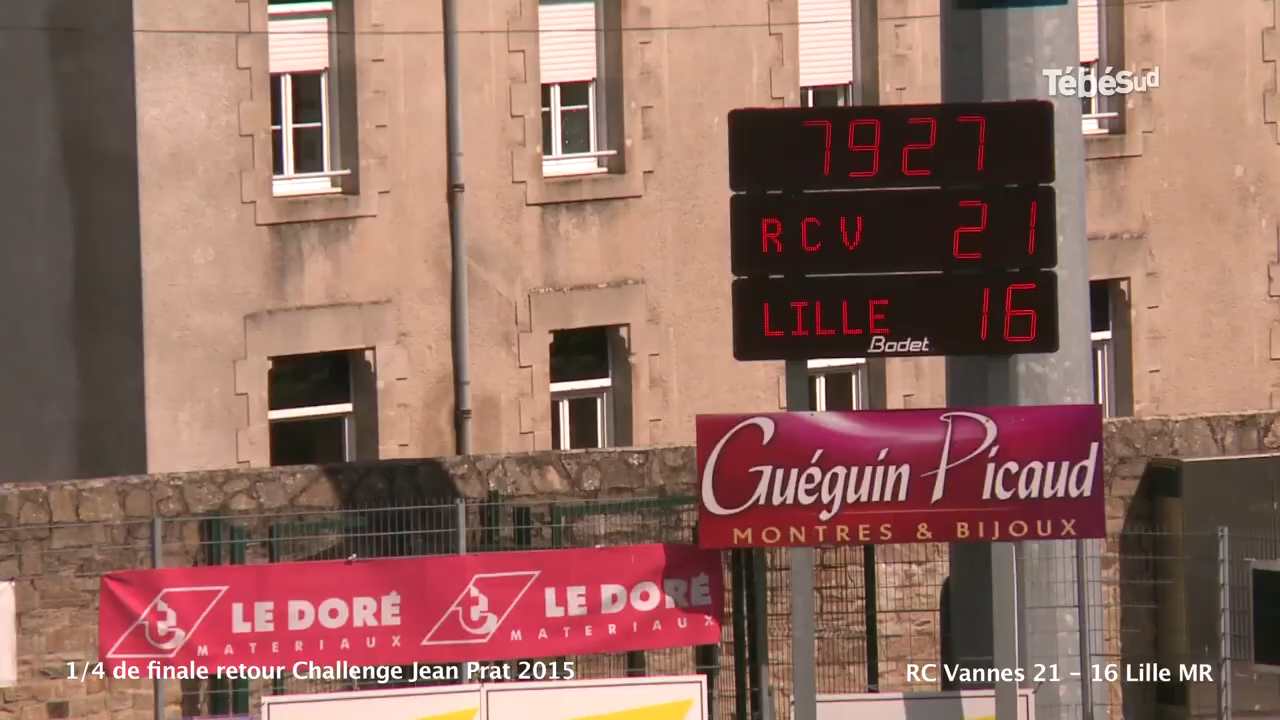 TébéSud
7927
RCV 21
LILLE 16
Bodet
Guéguin Picaud
MONTRES & BIJOUX
LE DORÉ
MATERIAUX
LE DORÉ
MATERIAUX
1/4 de finale retour Challenge Jean Prat 2015
RC Vannes 21 - 16 Lille MR